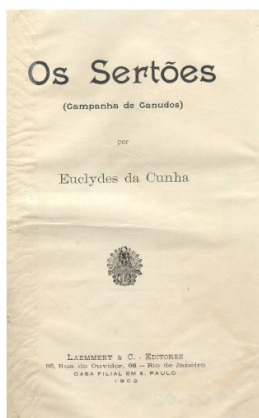 Os Sertões
(Campanha de Canudos)
por
Euclydes da Cunha
LAEMMERT & C. - EDITORES
66, Rua do Ouvidor, 66 — Rio de Janeiro
CASA FILIAL EM S. PAULO
1902